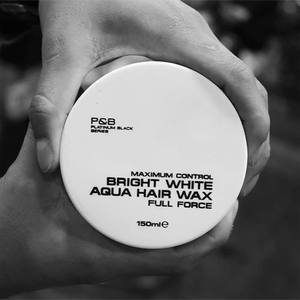 P&B
PLATINUM BLACK
SERIES
MAXIMUM CONTROL
BRIGHT WHITE
AQUA HAIR WAX
FULL FORCE
150ml℮